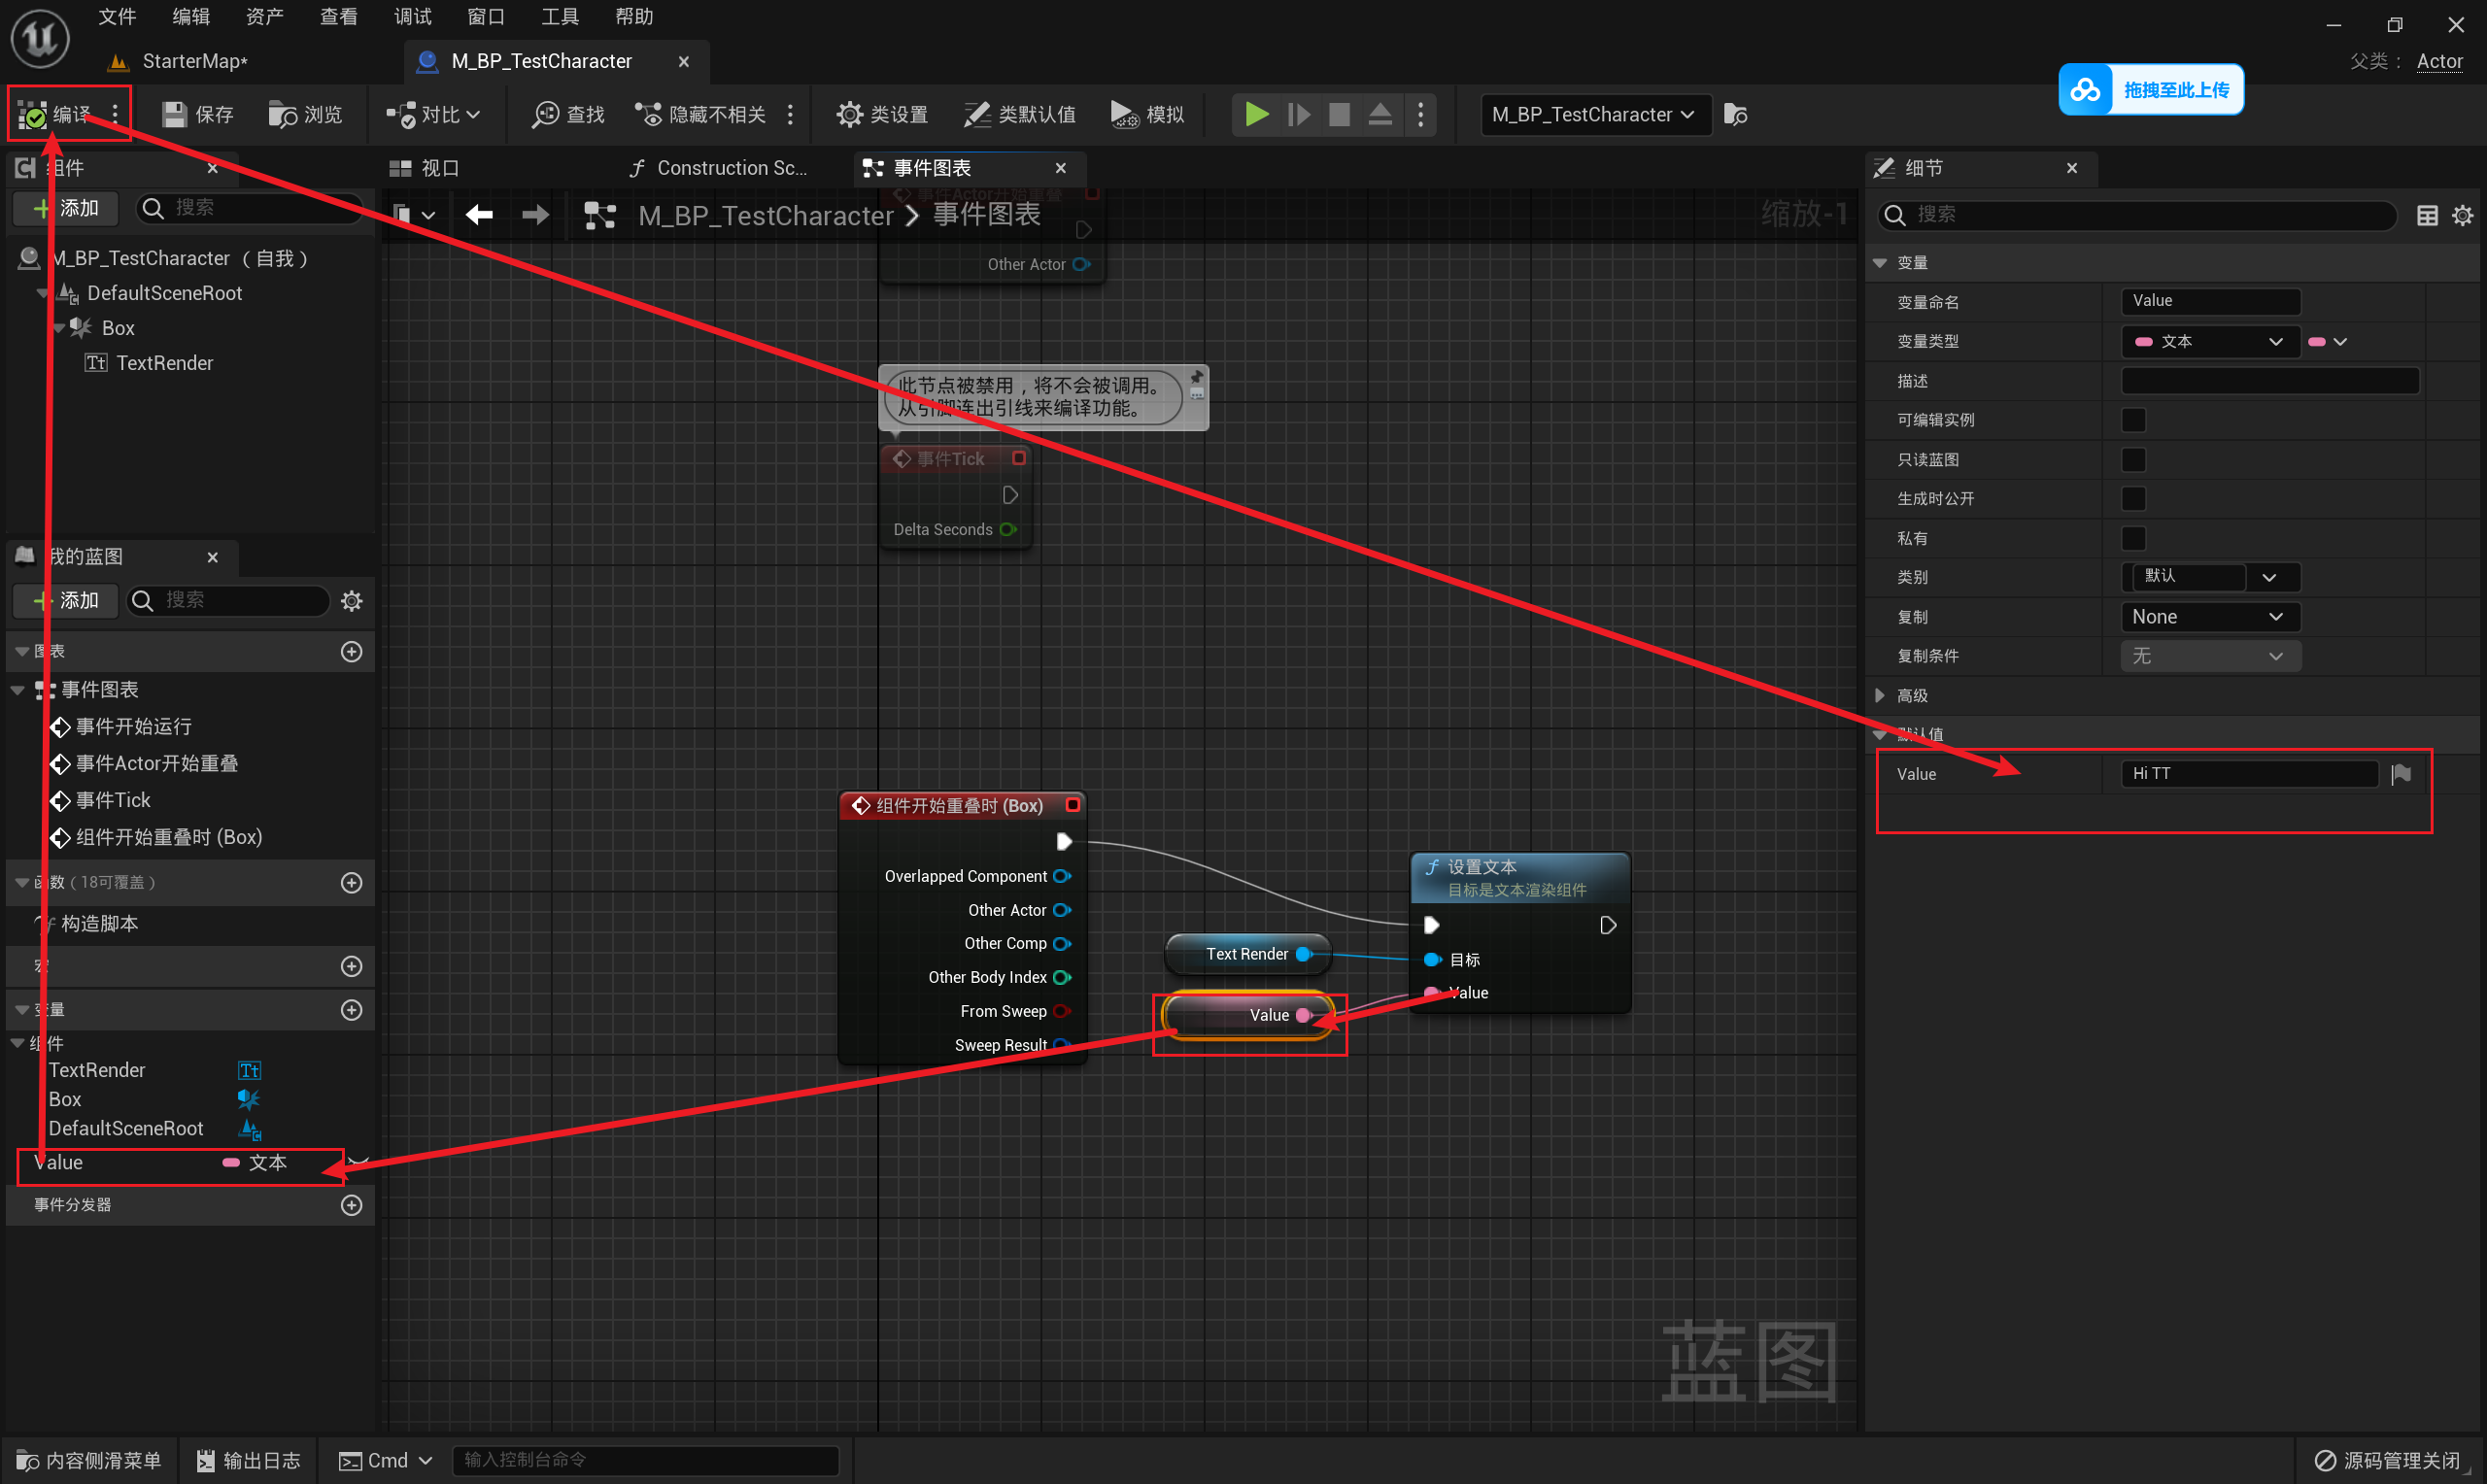 文件 编辑 资产 查看 调试 窗口 工具 帮助
StarterMap*
M_BP_TestCharacter
父类： Actor
拖拽至此上传
编译
保存
浏览
对比
查找
隐藏不相关
类设置
类默认值
模拟
M_BP_TestCharacter
组件
添加
搜索
M_BP_TestCharacter （自我）
DefaultSceneRoot
Box
TextRender
我的蓝图
添加
搜索
图表
事件图表
事件开始运行
事件Actor开始重叠
事件Tick
组件开始重叠时 (Box)
函数（18可覆盖）
构造脚本
宏
变量
组件
TextRender
Box
DefaultSceneRoot
Value 文本
事件分发器
视口
Construction Sc...
事件图表
M_BP_TestCharacter > 事件图表
缩放-1
事件Actor开始重叠
Other Actor
此节点被禁用，将不会被调用。
从引脚连出引线来编译功能。
事件Tick
Delta Seconds
组件开始重叠时 (Box)
Overlapped Component
Other Actor
Other Comp
Other Body Index
From Sweep
Sweep Result
Text Render
Value
设置文本
目标是文本渲染组件
目标
Value
蓝图
细节
搜索
变量
变量命名 Value
变量类型 文本
描述
可编辑实例
只读蓝图
生成时公开
私有
类别 默认
复制 None
复制条件 无
高级
默认值
Value Hi TT
内容侧滑菜单
输出日志
Cmd
输入控制台命令
源码管理关闭